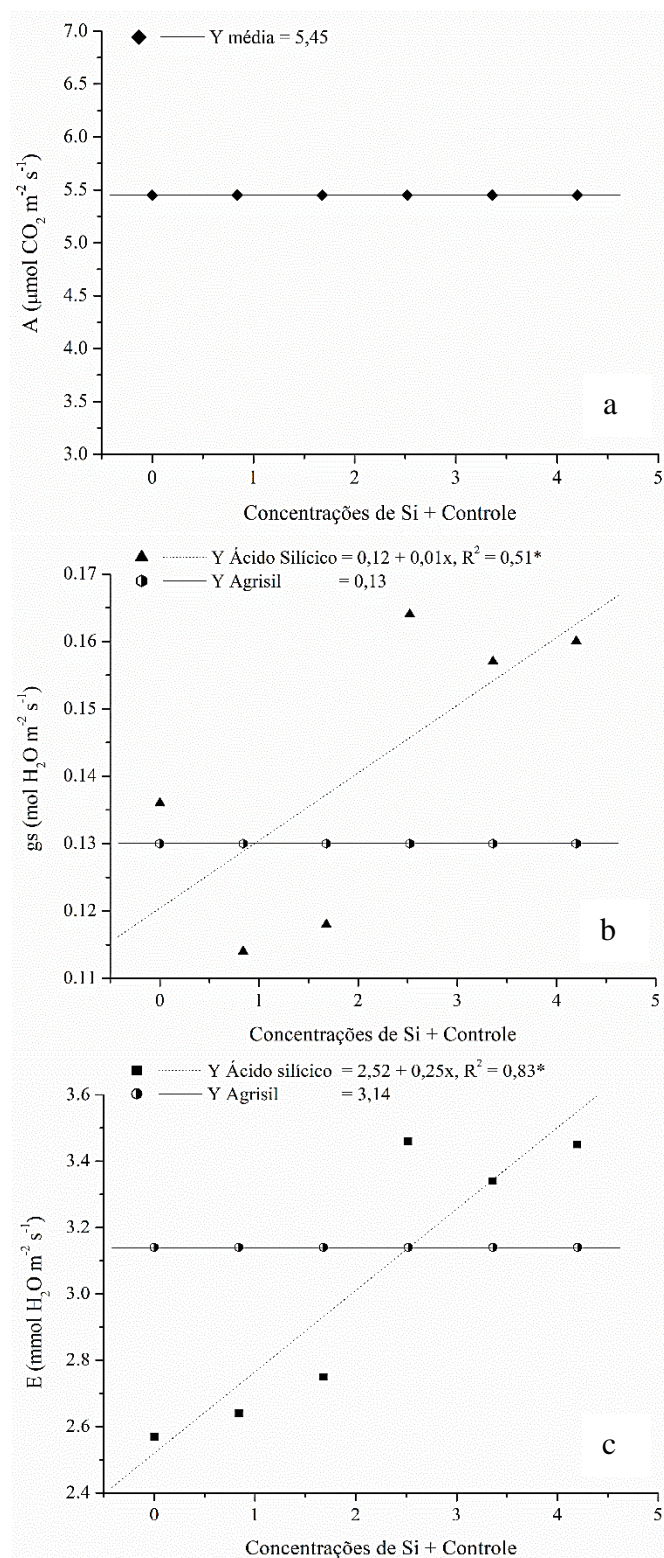 Y média = 5,45
7.0
6.5
6.0
5.5
5.0
4.5
4.0
3.5
3.0
A (μmol CO₂ m⁻² s⁻¹)
a
0 1 2 3 4 5
Concentrações de Si + Controle
Y Ácido Silícico = 0,12 + 0,01x, R² = 0,51*
Y Agrisil = 0,13
0.17
0.16
0.15
0.14
0.13
0.12
0.11
gs (mol H₂O m⁻² s⁻¹)
b
0 1 2 3 4 5
Concentrações de Si + Controle
Y Ácido silícico = 2,52 + 0,25x, R² = 0,83*
Y Agrisil = 3,14
3.6
3.4
3.2
3.0
2.8
2.6
2.4
E (mmol H₂O m⁻² s⁻¹)
c
0 1 2 3 4 5
Concentrações de Si + Controle